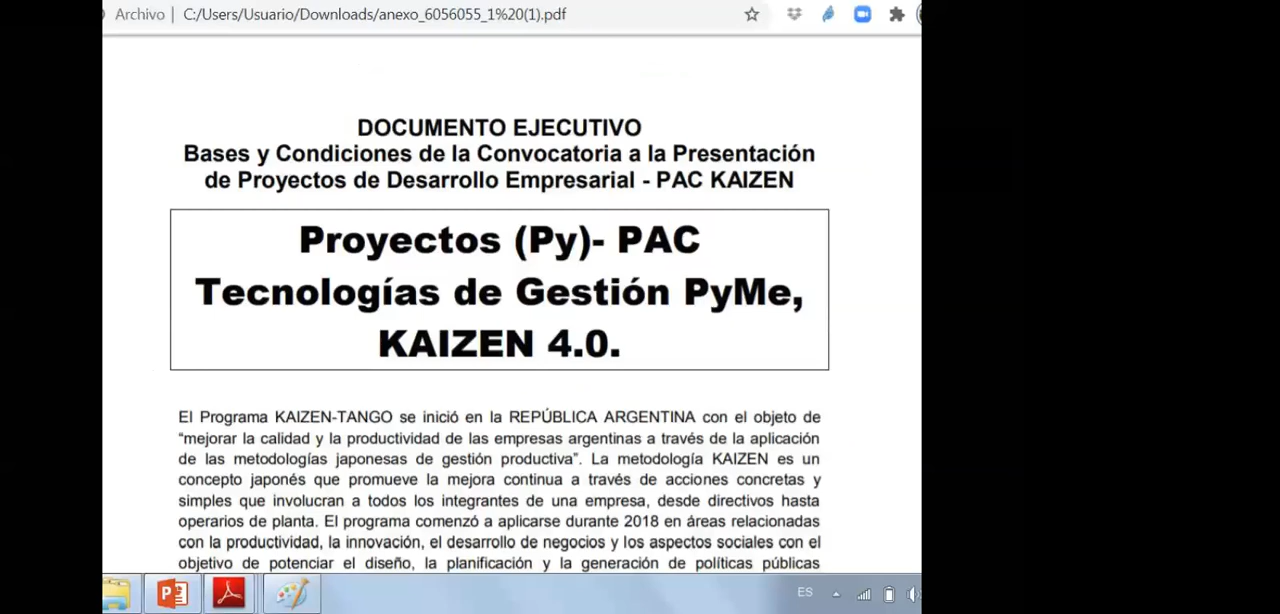 Archivo | C:/Users/Usuario/Downloads/anexo_6056055_1%20(1).pdf
DOCUMENTO EJECUTIVO
Bases y Condiciones de la Convocatoria a la Presentación
de Proyectos de Desarrollo Empresarial - PAC KAIZEN
Proyectos (Py)- PAC
Tecnologías de Gestión PyMe,
KAIZEN 4.0.
El Programa KAIZEN-TANGO se inició en la REPÚBLICA ARGENTINA con el objeto de
“mejorar la calidad y la productividad de las empresas argentinas a través de la aplicación
de las metodologías japonesas de gestión productiva”. La metodología KAIZEN es un
concepto japonés que promueve la mejora continua a través de acciones concretas y
simples que involucran a todos los integrantes de una empresa, desde directivos hasta
operarios de planta. El programa comenzó a aplicarse durante 2018 en áreas relacionadas
con la productividad, la innovación, el desarrollo de negocios y los aspectos sociales con el
objetivo de potenciar el diseño, la planificación y la generación de políticas públicas
ES